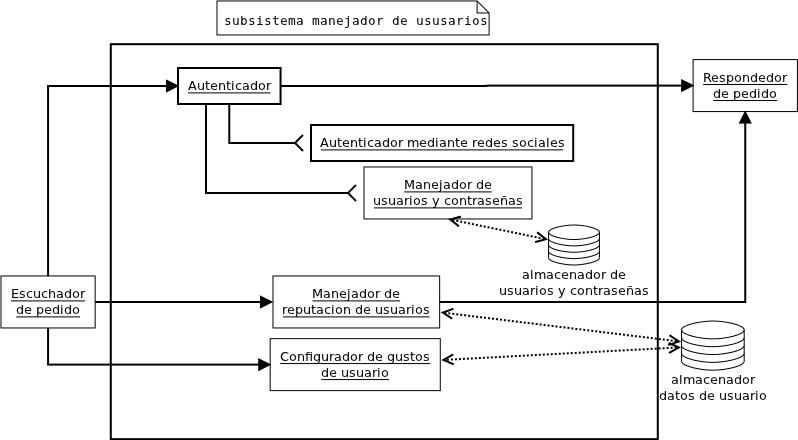 subsistema manejador de ususarios
Autenticador
Respondedor
de pedido
Autenticador mediante redes sociales
Manejador de
usuarios y contraseñas
almacenador de
usuarios y contraseñas
Escuchador
de pedido
Manejador de
reputacion de usuarios
Configurador de gustos
de usuario
almacenador
datos de usuario